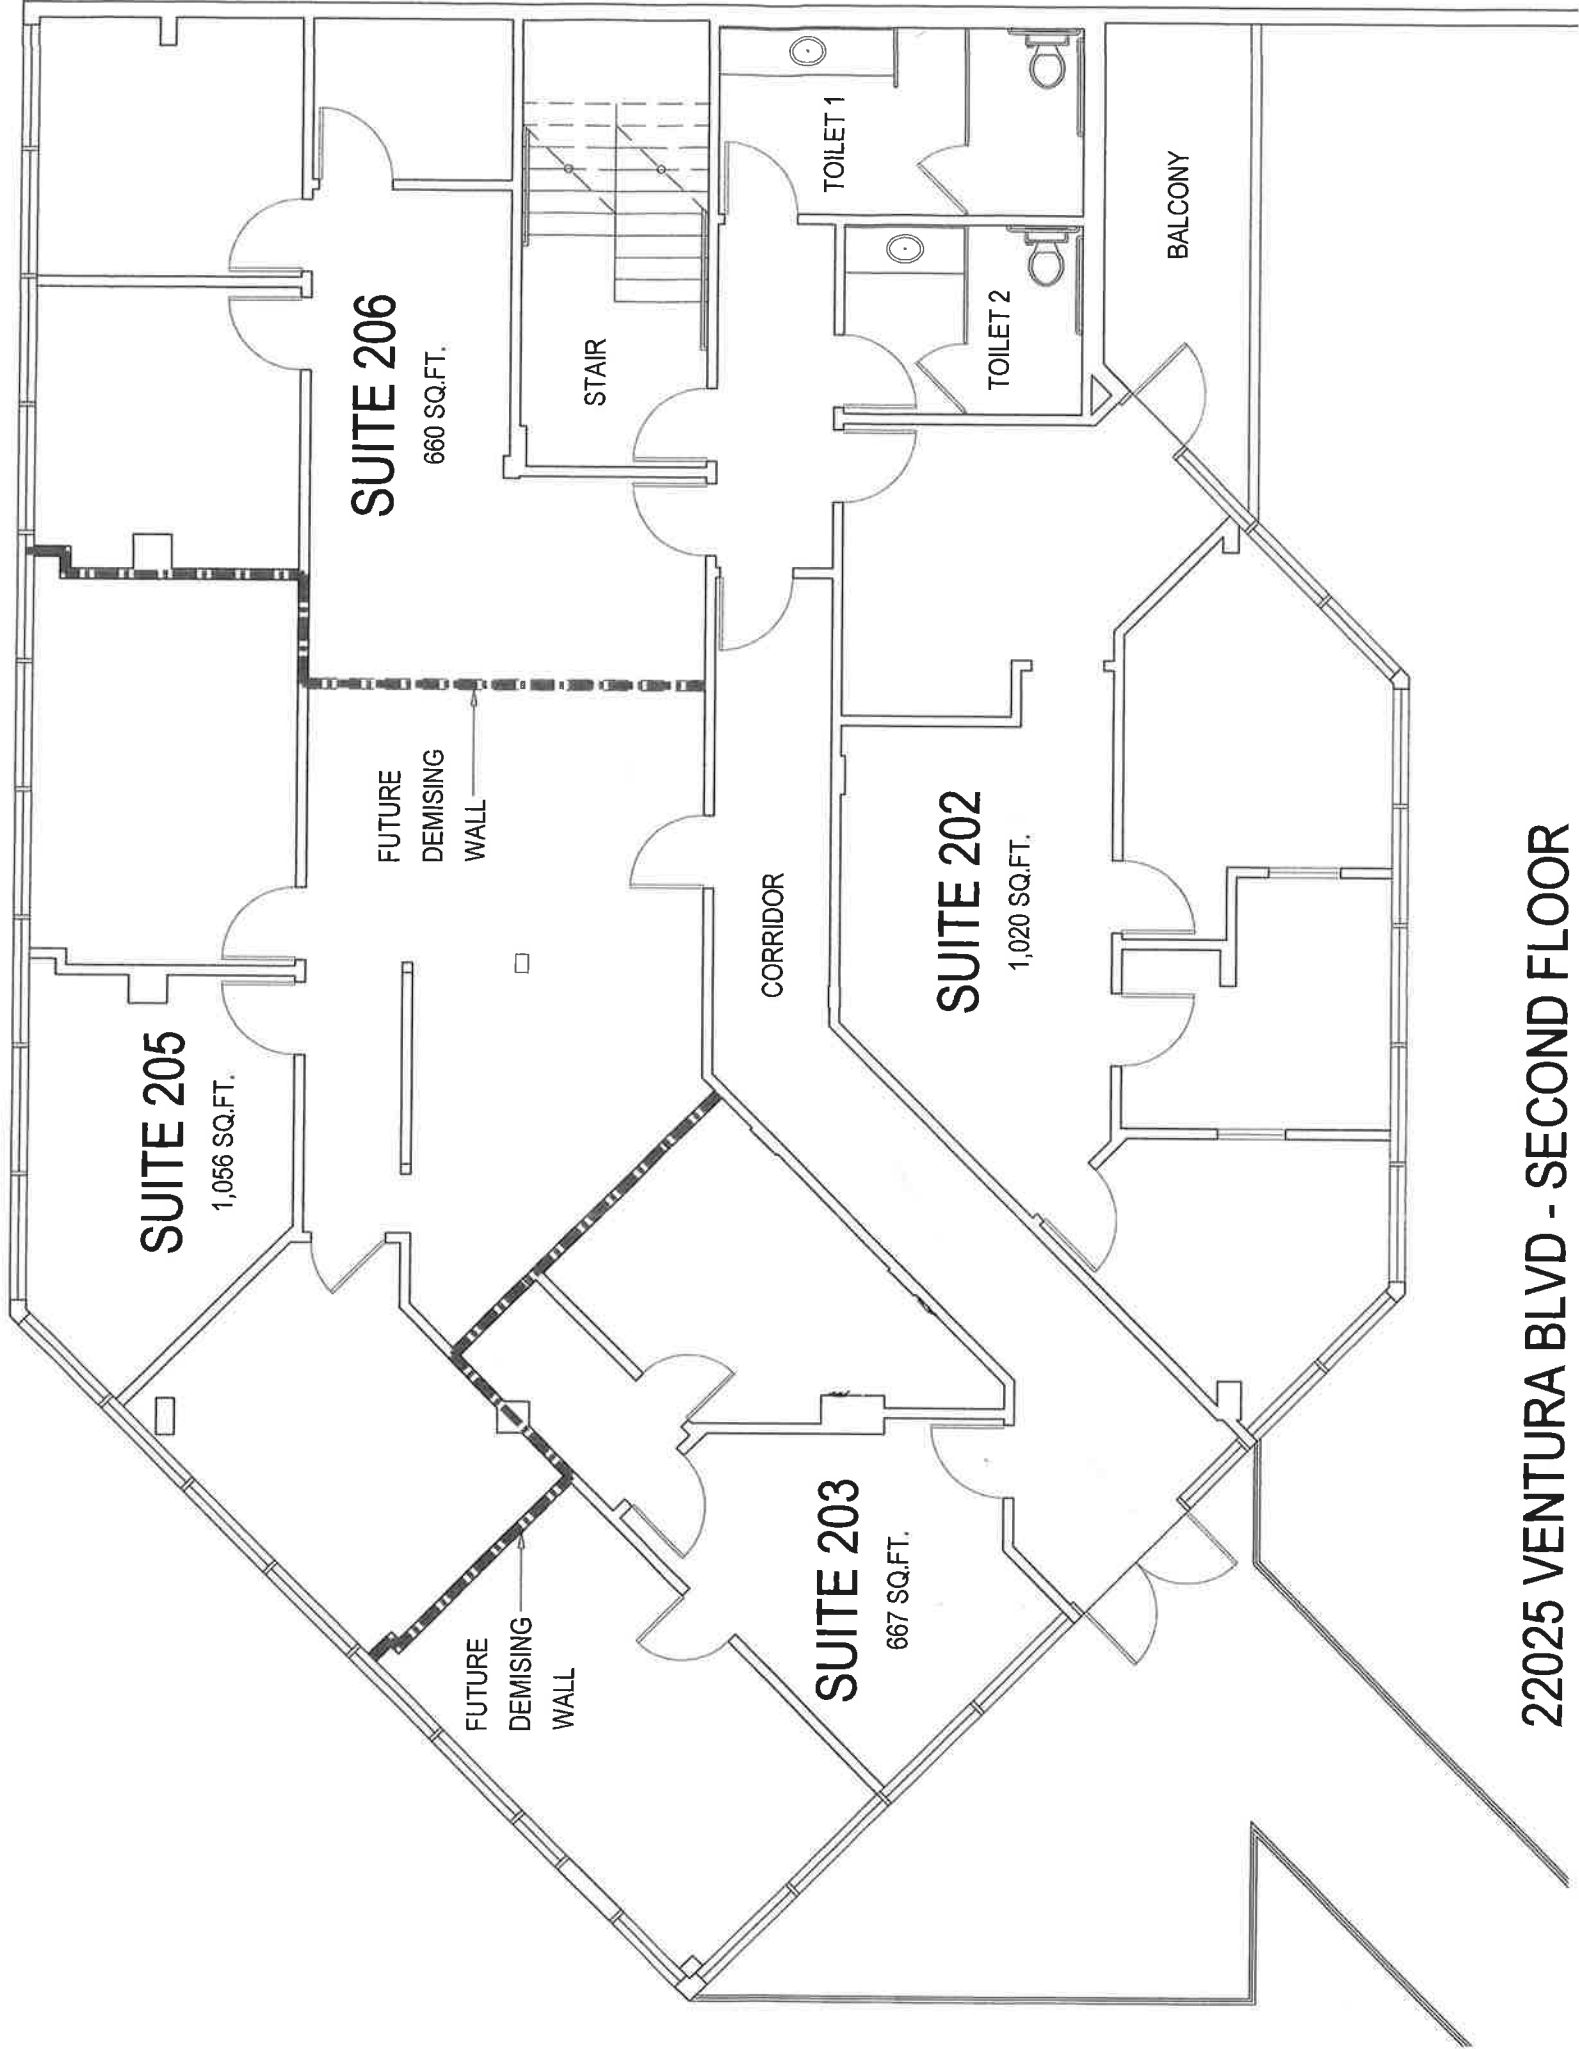 SUITE 205
1,056 SQ.FT.
SUITE 206
660 SQ.FT.
FUTURE
DEMISING
WALL
STAIR
TOILET 1
TOILET 2
BALCONY
CORRIDOR
SUITE 202
1,020 SQ.FT.
FUTURE
DEMISING
WALL
SUITE 203
667 SQ.FT.
22025 VENTURA BLVD - SECOND FLOOR